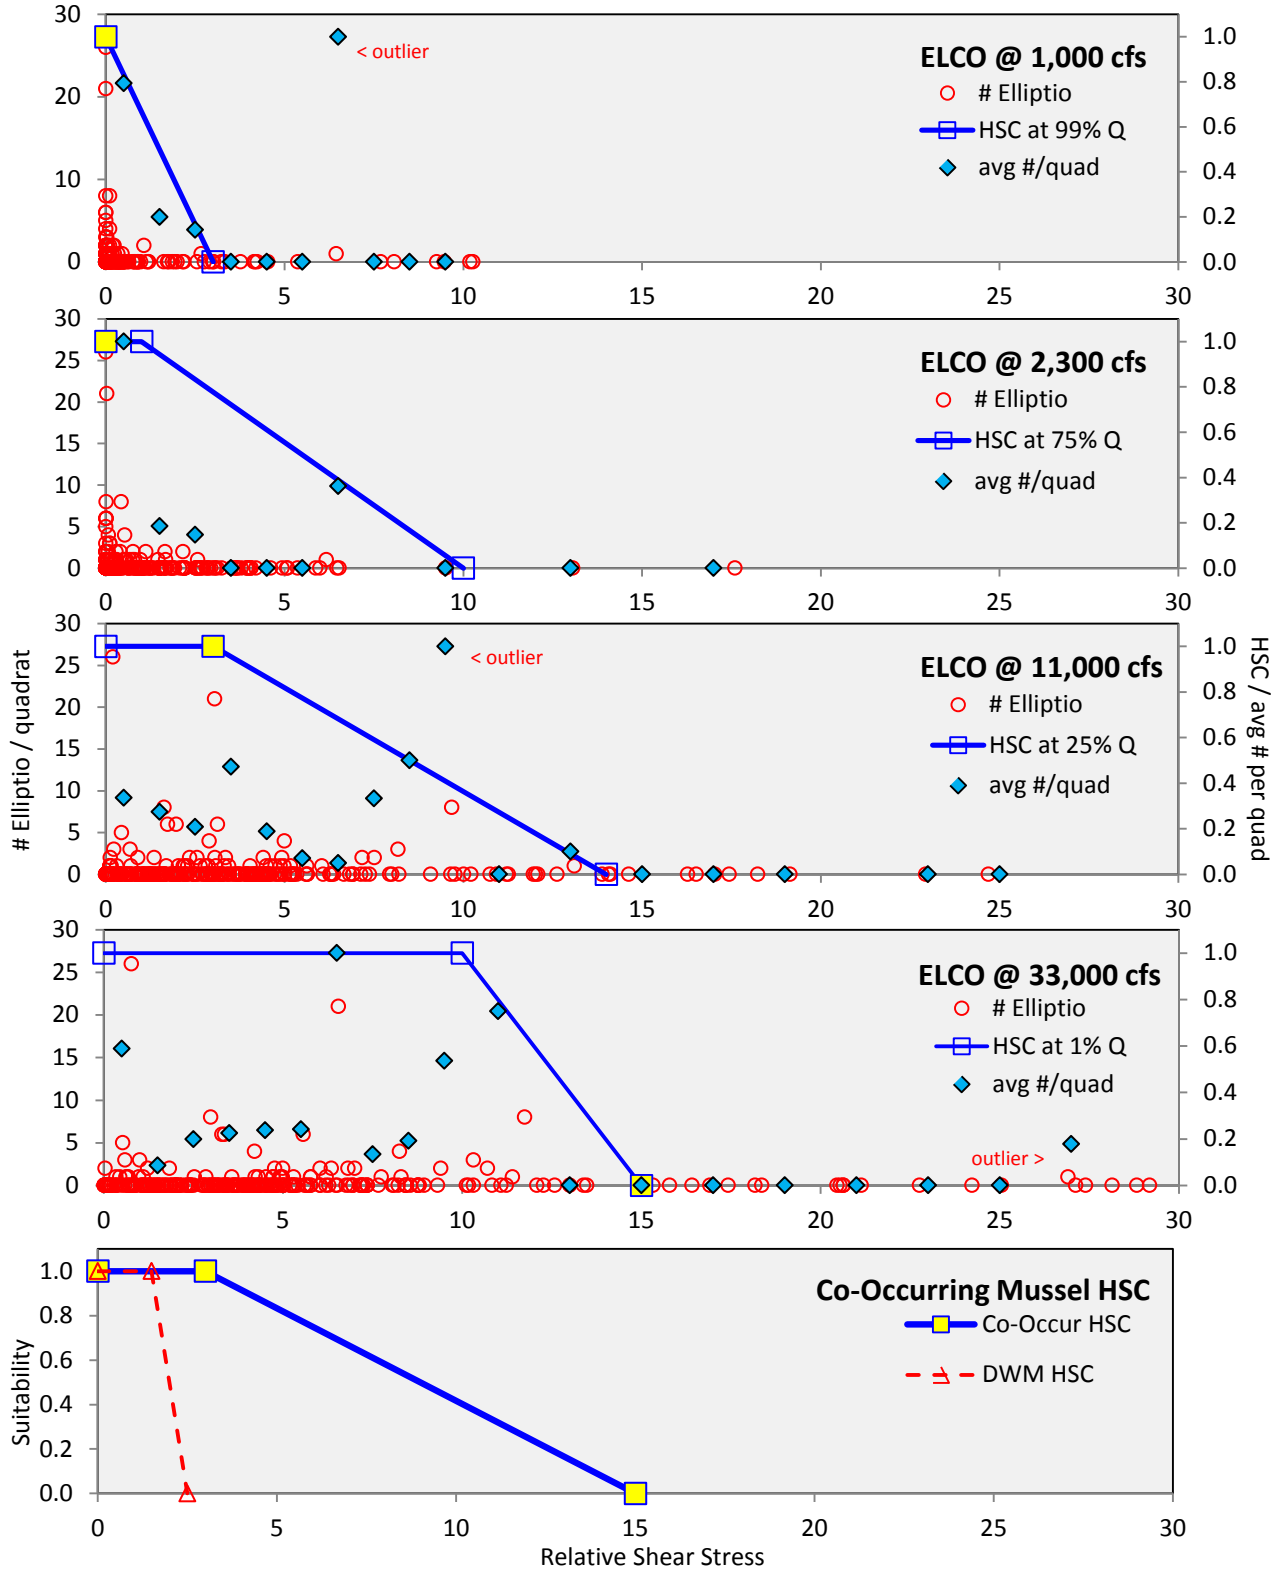 30
20
10
0
1.0
0.8
0.6
0.4
0.2
0.0
< outlier
ELCO @ 1,000 cfs
# Elliptio
HSC at 99% Q
avg #/quad
0 5 10 15 20 25 30
30
25
20
15
10
5
0
1.0
0.8
0.6
0.4
0.2
0.0
ELCO @ 2,300 cfs
# Elliptio
HSC at 75% Q
avg #/quad
0 5 10 15 20 25 30
# Elliptio / quadrat
30
25
20
15
10
5
0
1.0
0.8
0.6
0.4
0.2
0.0
HSC / avg # per quad
< outlier
ELCO @ 11,000 cfs
# Elliptio
HSC at 25% Q
avg #/quad
0 5 10 15 20 25 30
30
25
20
15
10
5
0
1.0
0.8
0.6
0.4
0.2
0.0
ELCO @ 33,000 cfs
# Elliptio
HSC at 1% Q
avg #/quad
outlier >
0 5 10 15 20 25 30
Suitability
1.0
0.8
0.6
0.4
0.2
0.0
Co-Occurring Mussel HSC
Co-Occur HSC
DWM HSC
0 5 10 15 20 25 30
Relative Shear Stress